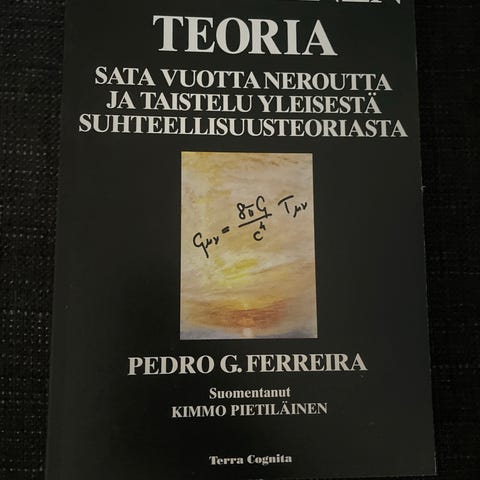 TEORIA
SATA VUOTTA NEROUTTA
JA TAISTELU YLEISESTÄ
SUHTEELLISUUSTEORIASTA
Gμν = 8πG / c⁴ Tμν
PEDRO G. FERREIRA
Suomentanut
KIMMO PIETILÄINEN
Terra Cognita